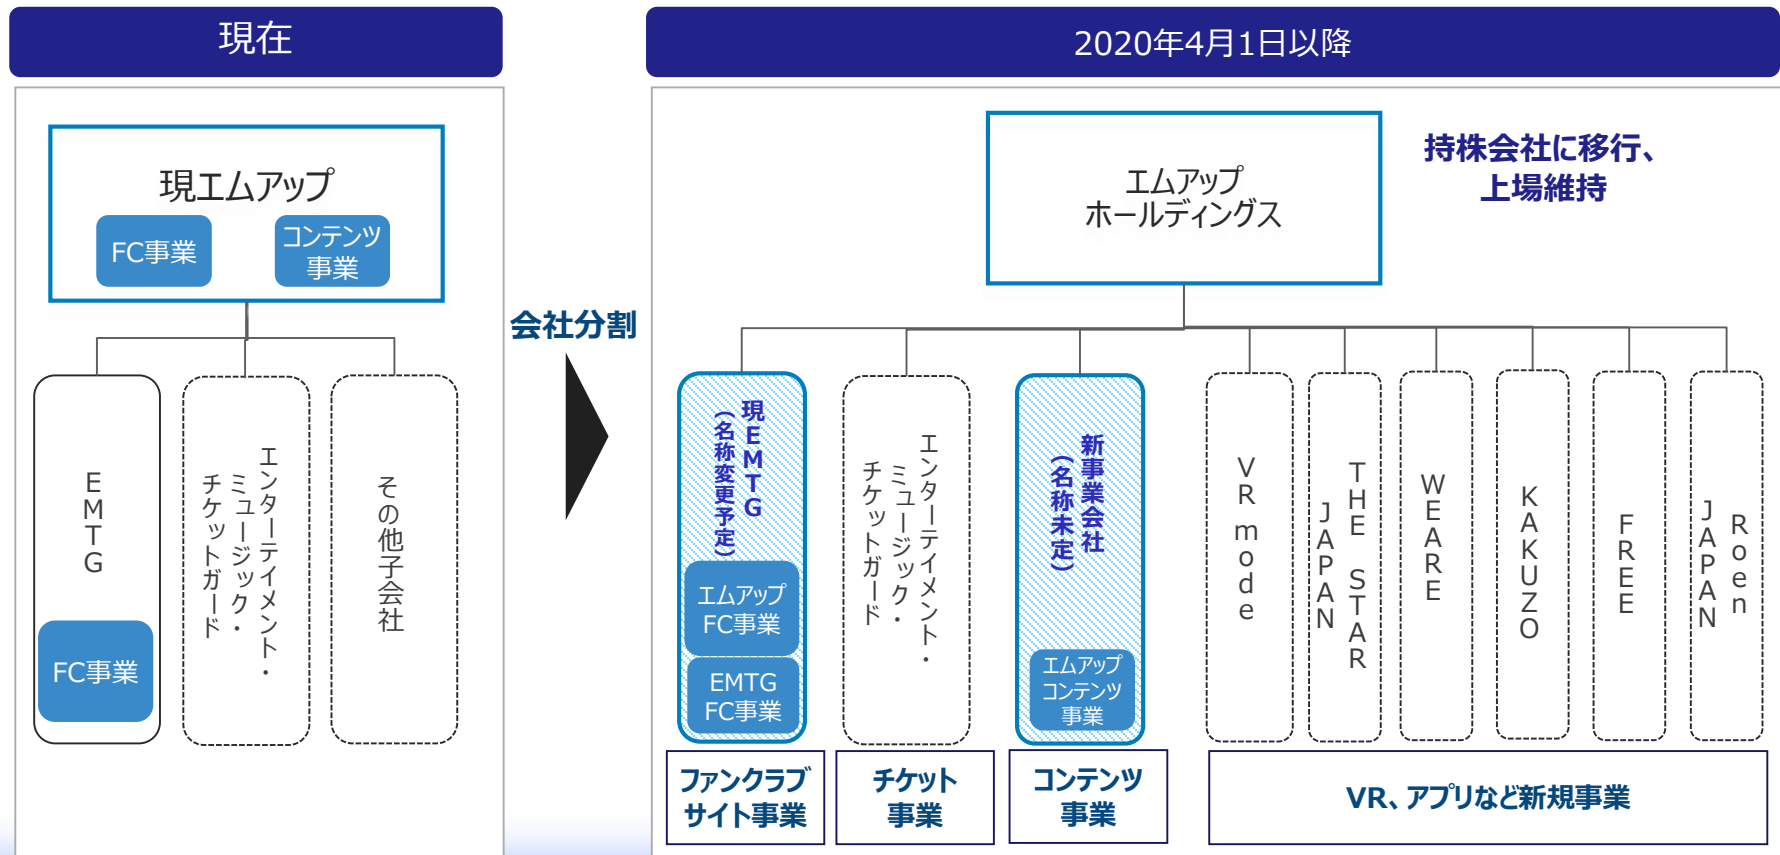 現在
現エムアップ
FC事業
コンテンツ
事業
EMTG
FC事業
エンターテイメント・
ミュージック・
チケットガード
その他子会社
会社分割
2020年4月1日以降
エムアップ
ホールディングス
持株会社に移行、
上場維持
現EMTG
（名称変更予定）
エムアップ
FC事業
EMTG
FC事業
エンターテイメント・
ミュージック・
チケットガード
新事業会社
（名称未定）
エムアップ
コンテンツ
事業
VR mode
THE STAR
JAPAN
WEARE
KAKUZO
FREE
Roen
JAPAN
ファンクラブ
サイト事業
チケット
事業
コンテンツ
事業
VR、アプリなど新規事業